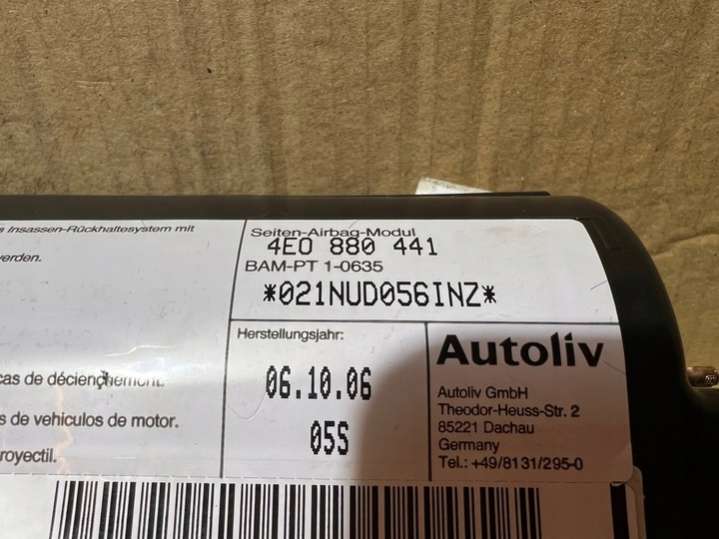 Insassen-Rückhaltesystem mit
werden.
Seiten-Airbag-Modul
4E0 880 441
BAM-PT 1-0635
*021NUD056INZ*
Herstellungsjahr:
06.10.06
05S
Autoliv
Autoliv GmbH
Theodor-Heuss-Str. 2
85221 Dachau
Germany
Tel.: +49/8131/295-0
de déclenchement.
de vehiculos de motor.